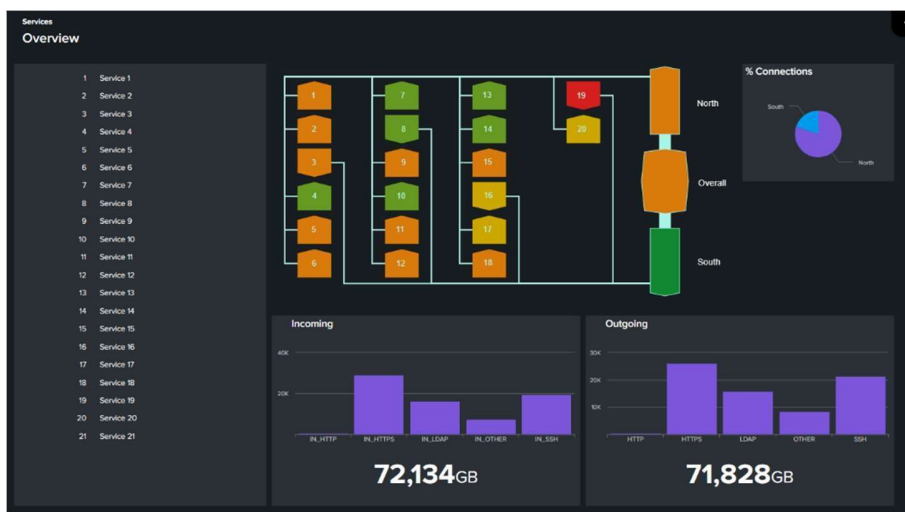 Services
Overview
1 Service 1
2 Service 2
3 Service 3
4 Service 4
5 Service 5
6 Service 6
7 Service 7
8 Service 8
9 Service 9
10 Service 10
11 Service 11
12 Service 12
13 Service 13
14 Service 14
15 Service 15
16 Service 16
17 Service 17
18 Service 18
19 Service 19
20 Service 20
21 Service 21
1 7 13 19
2 8 14 20
3 9 15
4 10 16
5 11 17
6 12 18
North
Overall
South
% Connections
South
North
Incoming
40K
20K
IN_HTTP IN_HTTPS IN_LDAP IN_OTHER IN_SSH
72,134GB
Outgoing
30K
20K
10K
HTTP HTTPS LDAP OTHER SSH
71,828GB